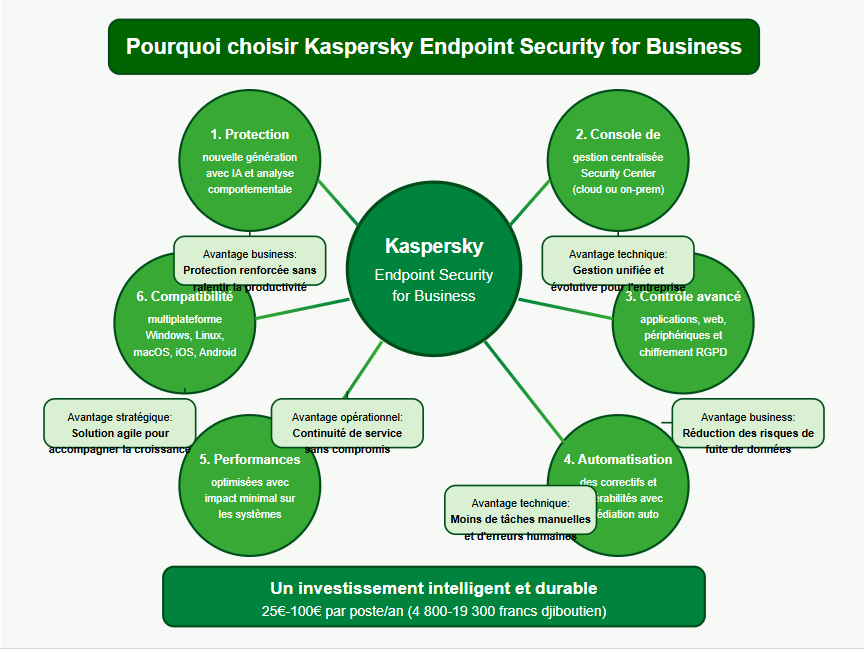 Pourquoi choisir Kaspersky Endpoint Security for Business
1. Protection
nouvelle génération
avec IA et analyse
comportementale
2. Console de
gestion centralisée
Security Center
(cloud ou on-prem)
Kaspersky
Endpoint Security
for Business
Avantage business:
Protection renforcée sans
ralentir la productivité
Avantage technique:
Gestion unifiée et
évolutive pour l'entreprise
6. Compatibilité
multiplateforme
Windows, Linux,
macOS, iOS, Android
3. Contrôle avancé
applications, web,
périphériques et
chiffrement RGPD
Avantage stratégique:
Solution agile pour
accompagner la croissance
Avantage opérationnel:
Continuité de service
sans compromis
Avantage business:
Réduction des risques de
fuite de données
5. Performances
optimisées avec
impact minimal sur
les systèmes
4. Automatisation
des correctifs et
avec
auto
Avantage technique:
Moins de tâches manuelles
et d'erreurs humaines
Un investissement intelligent et durable
25€-100€ par poste/an (4 800-19 300 francs djiboutien)